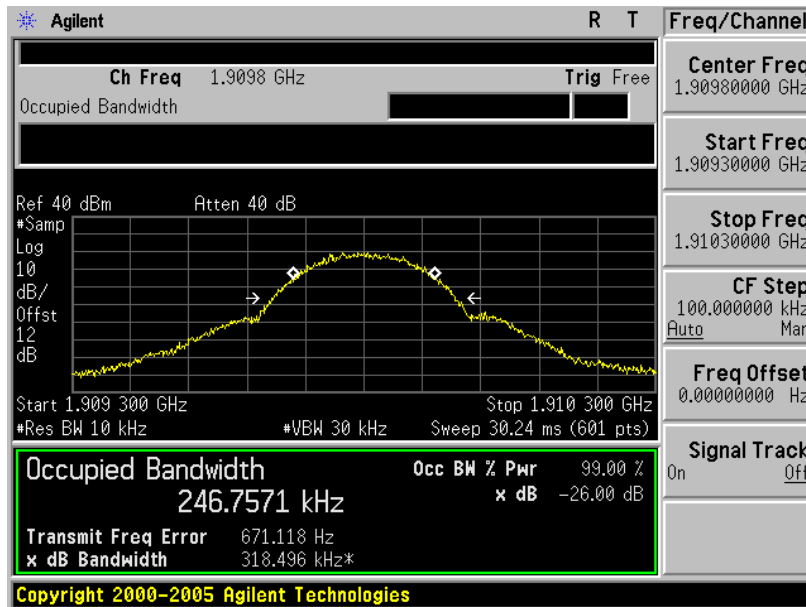 Agilent R T Freq/Channel
Ch Freq 1.9098 GHz Trig Free
Occupied Bandwidth
Center Freq
1.90980000 GHz
Start Freq
1.90930000 GHz
Stop Freq
1.91030000 GHz
CF Step
100.000000 kHz
Auto Man
Freq Offset
0.00000000 Hz
Signal Track
On Off
Ref 40 dBm Atten 40 dB
#Samp
Log
10
dB/
Offst
12
dB
Start 1.909 300 GHz Stop 1.910 300 GHz
#Res BW 10 kHz #VBW 30 kHz Sweep 30.24 ms (601 pts)
Occupied Bandwidth Occ BW % Pwr 99.00 %
246.7571 kHz x dB -26.00 dB
Transmit Freq Error 671.118 Hz
x dB Bandwidth 318.496 kHz*
Copyright 2000-2005 Agilent Technologies